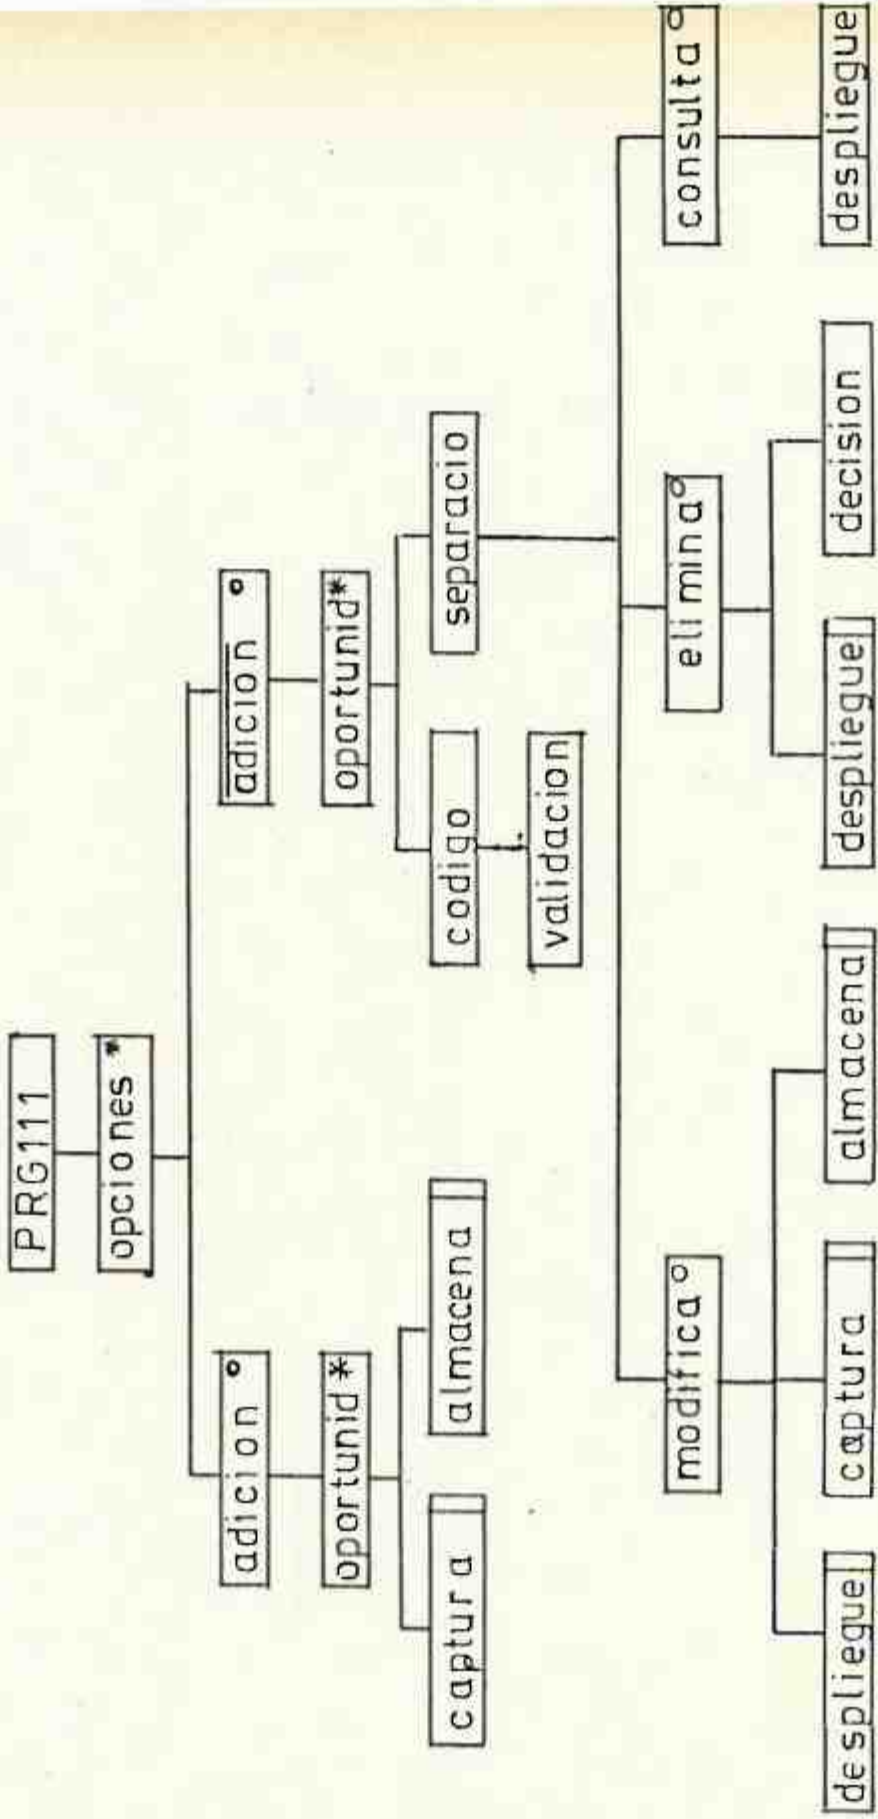 PRG111
opciones *
adicion °
adicion °
oportunid *
oportunid*
captura
almacena
codigo
separacio
validacion
modifica °
elimina °
consulta °
despliegue
captura
almacena
despliegue
decision
despliegue